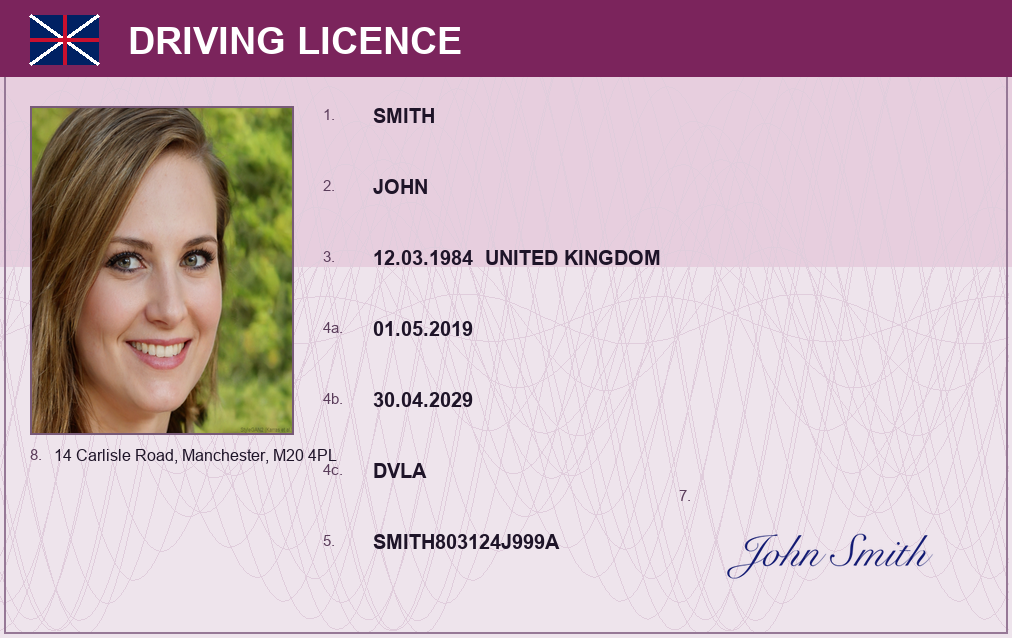 DRIVING LICENCE
1. SMITH
2. JOHN
3. 12.03.1984 UNITED KINGDOM
4a. 01.05.2019
4b. 30.04.2029
8. 14 Carlisle Road, Manchester, M20 4PL
4c. DVLA
7.
5. SMITH803124J999A
John Smith